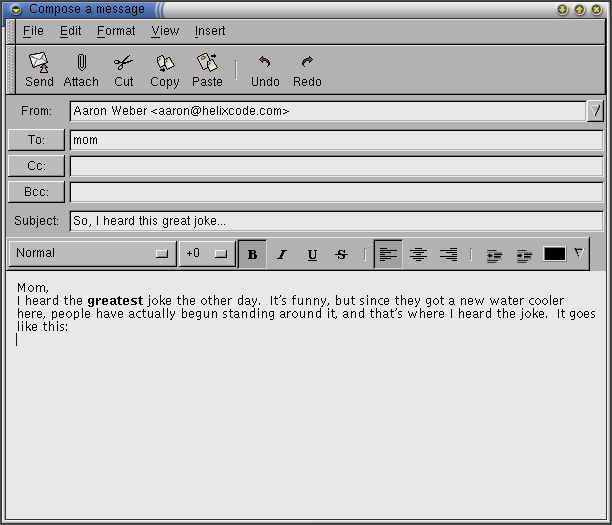 Compose a message
File Edit Format View Insert
Send Attach Cut Copy Paste Undo Redo
From: Aaron Weber <aaron@helixcode.com>
To: mom
Cc:
Bcc:
Subject: So, I heard this great joke...
Normal +0 B I U S
Mom,
I heard the greatest joke the other day.  It's funny, but since they got a new water cooler
here, people have actually begun standing around it, and that's where I heard the joke.  It goes
like this: